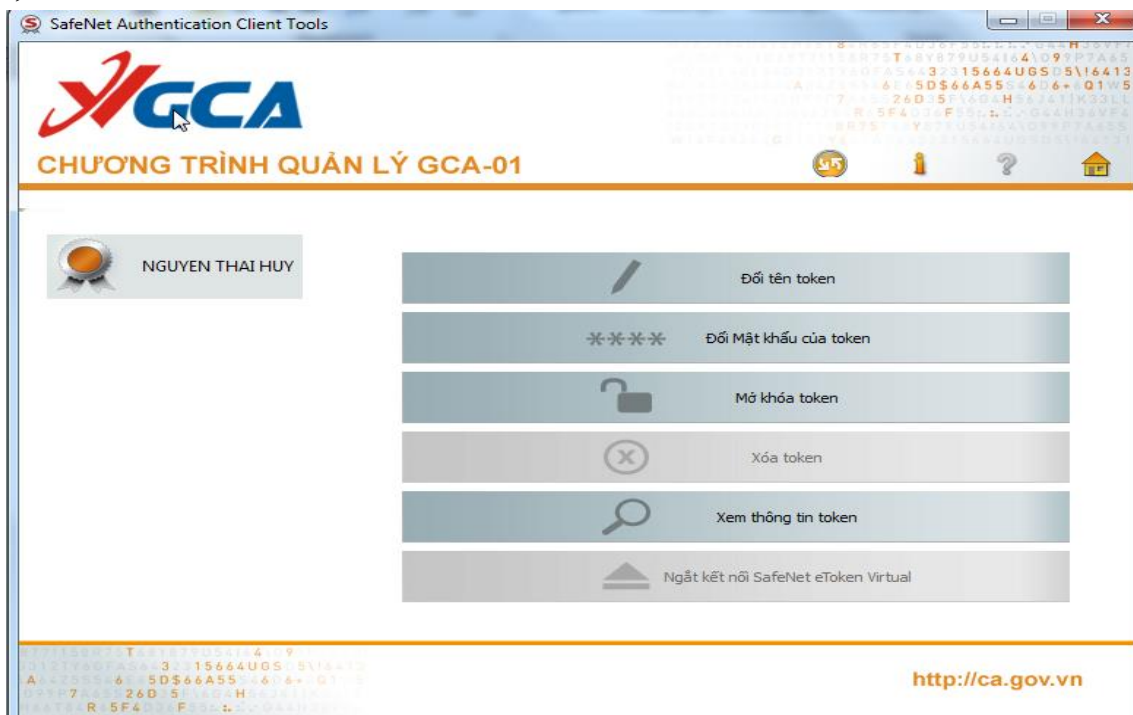 SafeNet Authentication Client Tools
GCA
CHƯƠNG TRÌNH QUẢN LÝ GCA-01
NGUYEN THAI HUY
Đổi tên token
**** Đổi Mật khẩu của token
Mở khóa token
Xóa token
Xem thông tin token
Ngắt kết nối SafeNet eToken Virtual
http://ca.gov.vn